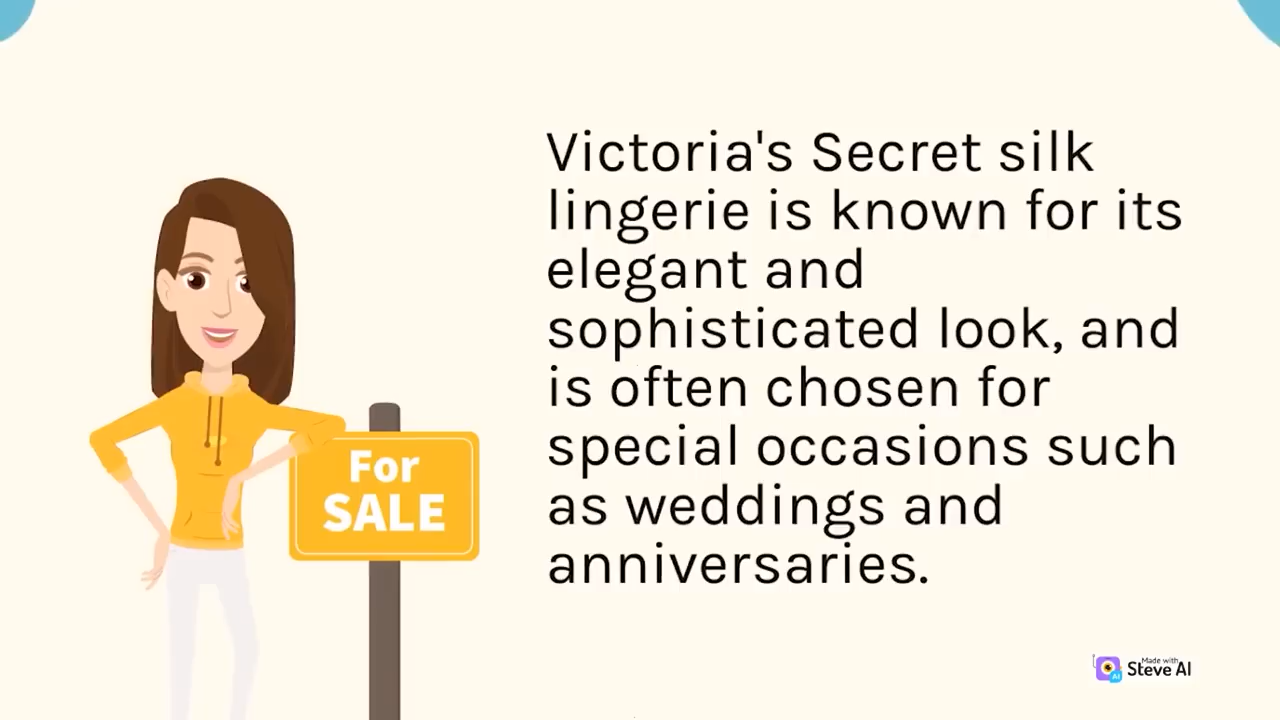 Victoria's Secret silk
lingerie is known for its
elegant and
sophisticated look, and
is often chosen for
special occasions such
as weddings and
anniversaries.
For
SALE
Made with
Steve AI
AI